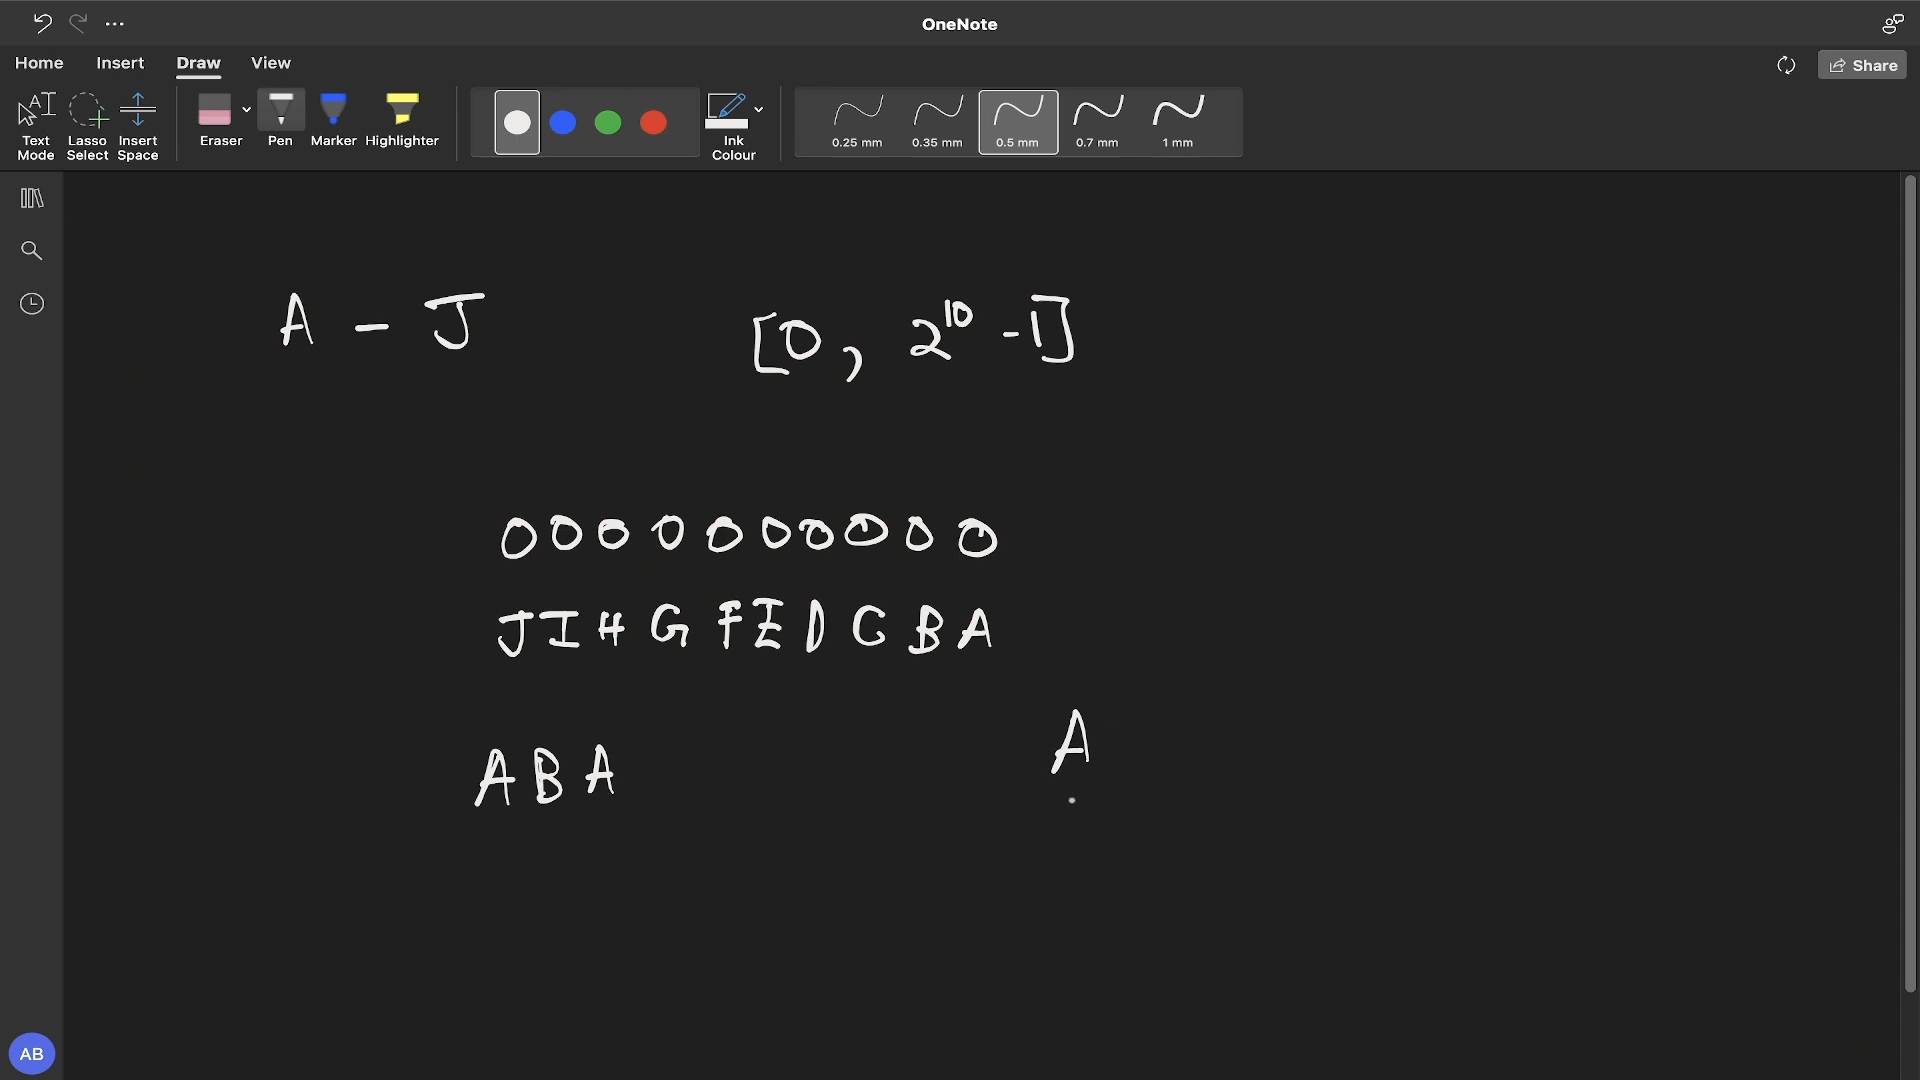 OneNote
Home Insert Draw View
Share
Text Mode
Lasso Select
Insert Space
Eraser
Pen
Marker
Highlighter
Ink Colour
0.25 mm
0.35 mm
0.5 mm
0.7 mm
1 mm
A - J [0, 2^10 -1]
0 0 0 0 0 0 0 0 0 0
J I H G F E D C B A
A B A
A
AB